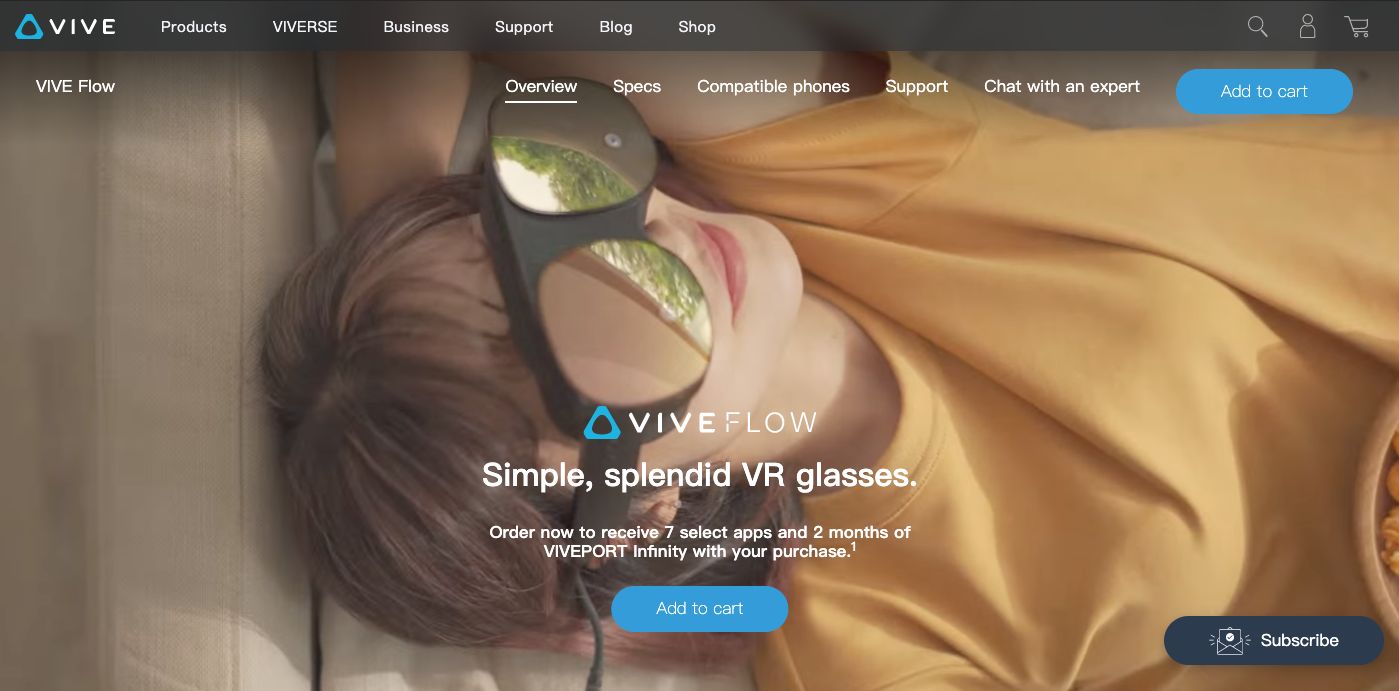 VIVE Products VIVERSE Business Support Blog Shop
VIVE Flow Overview Specs Compatible phones Support Chat with an expert Add to cart
VIVE FLOW
Simple, splendid VR glasses.
Order now to receive 7 select apps and 2 months of
VIVEPORT Infinity with your purchase.1
Add to cart
Subscribe